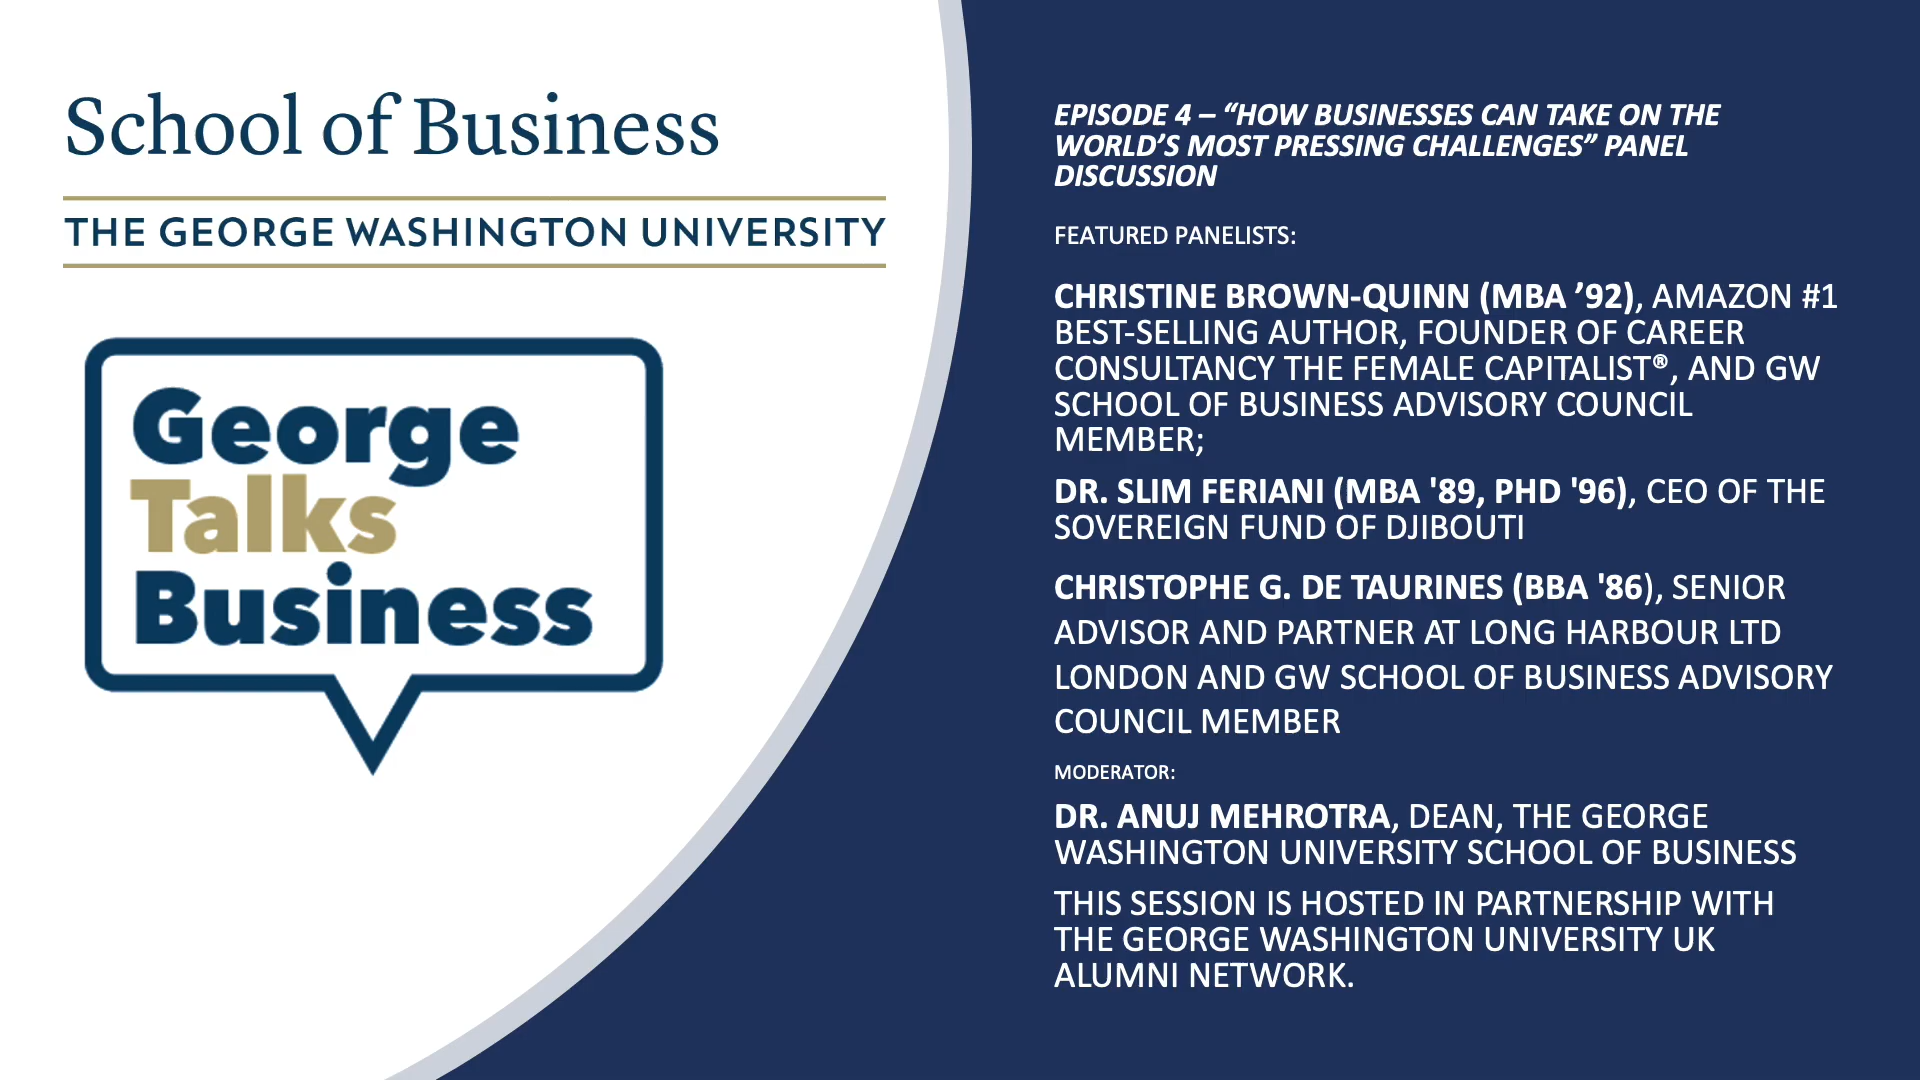 School of Business
THE GEORGE WASHINGTON UNIVERSITY
George
Talks
Business
EPISODE 4 – “HOW BUSINESSES CAN TAKE ON THE
WORLD’S MOST PRESSING CHALLENGES” PANEL
DISCUSSION
FEATURED PANELISTS:
CHRISTINE BROWN-QUINN (MBA ’92), AMAZON #1
BEST-SELLING AUTHOR, FOUNDER OF CAREER
CONSULTANCY THE FEMALE CAPITALIST®, AND GW
SCHOOL OF BUSINESS ADVISORY COUNCIL
MEMBER;
DR. SLIM FERIANI (MBA '89, PHD '96), CEO OF THE
SOVEREIGN FUND OF DJIBOUTI
CHRISTOPHE G. DE TAURINES (BBA '86), SENIOR
ADVISOR AND PARTNER AT LONG HARBOUR LTD
LONDON AND GW SCHOOL OF BUSINESS ADVISORY
COUNCIL MEMBER
MODERATOR:
DR. ANUJ MEHROTRA, DEAN, THE GEORGE
WASHINGTON UNIVERSITY SCHOOL OF BUSINESS
THIS SESSION IS HOSTED IN PARTNERSHIP WITH
THE GEORGE WASHINGTON UNIVERSITY UK
ALUMNI NETWORK.